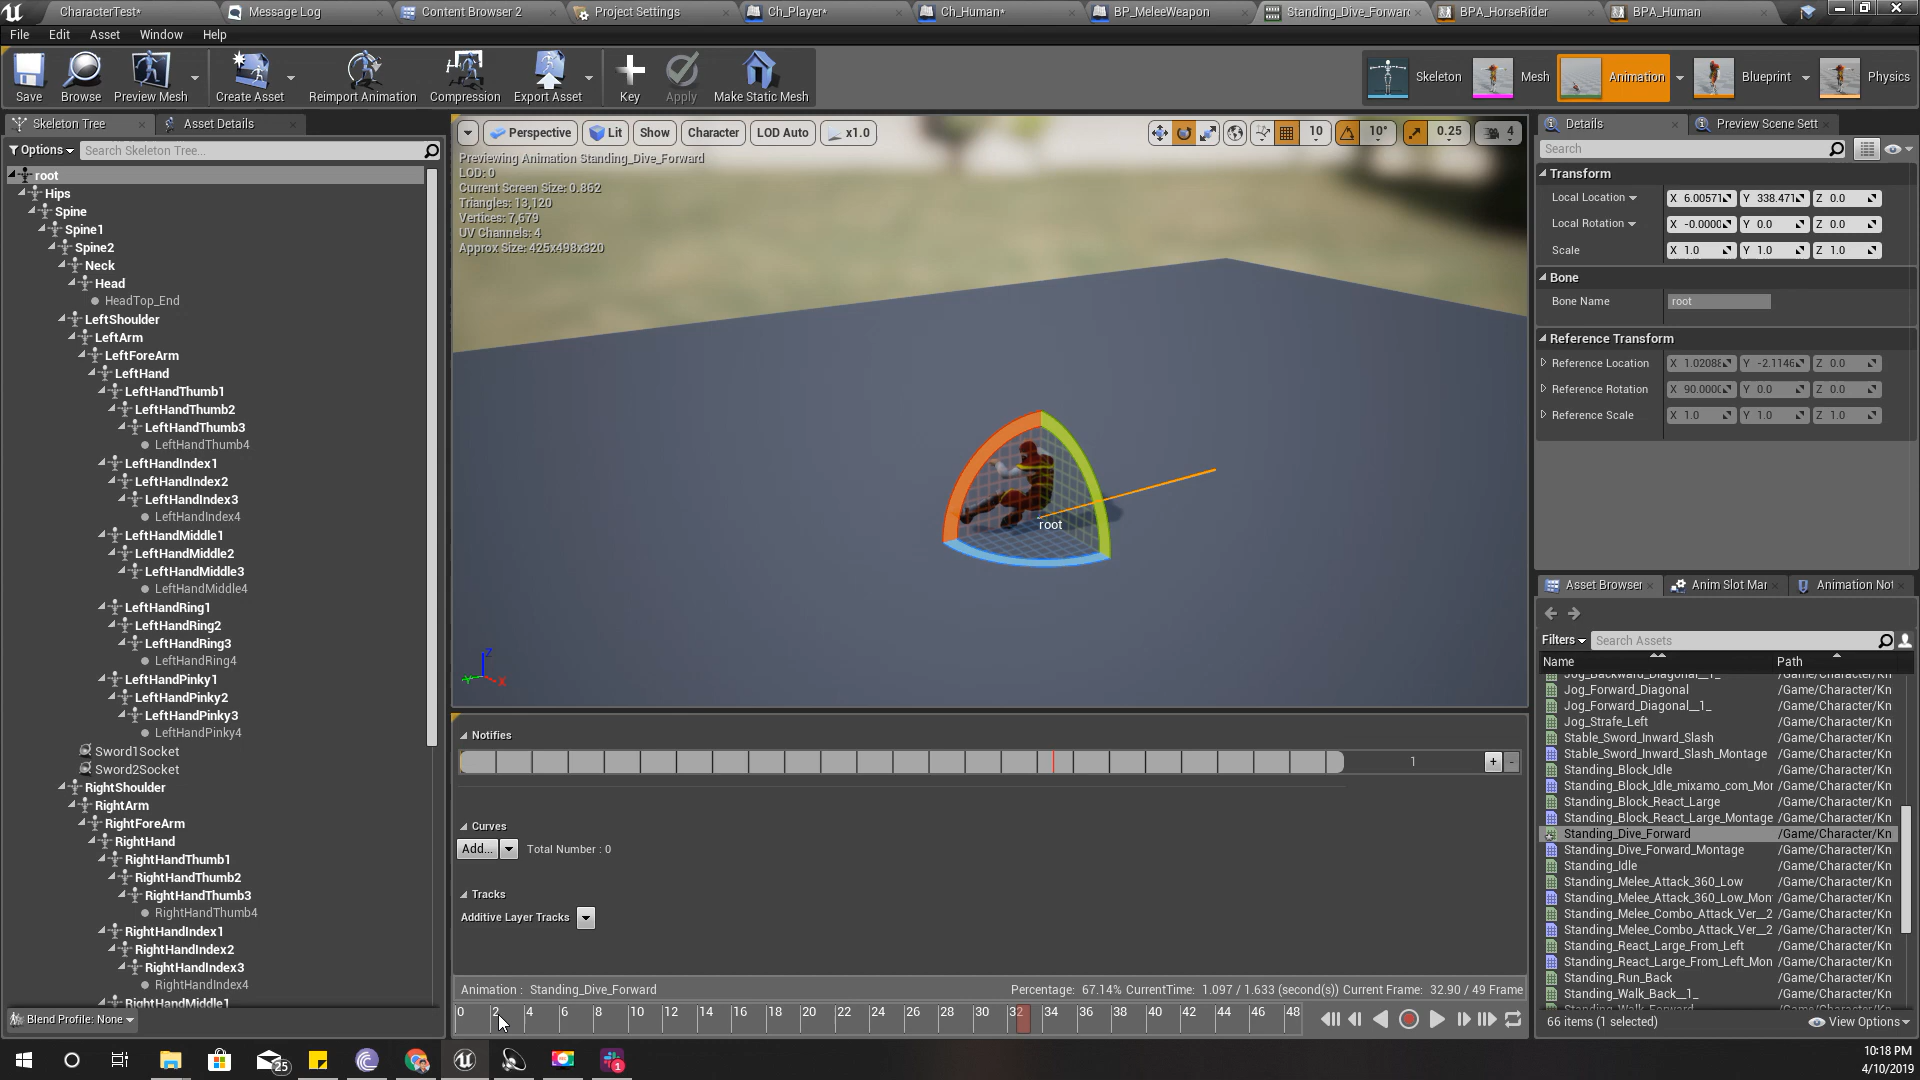 CharacterTest*
Message Log
Content Browser 2
Project Settings
Ch_Player*
Ch_Human*
BP_MeleeWeapon
Standing_Dive_Forward
BPA_HorseRider
BPA_Human
File Edit Asset Window Help
Save
Browse
Preview Mesh
Create Asset
Reimport Animation
Compression
Export Asset
Key
Apply
Make Static Mesh
Skeleton
Mesh
Animation
Blueprint
Physics
Skeleton Tree
Asset Details
Options
Search Skeleton Tree...
root
Hips
Spine
Spine1
Spine2
Neck
Head
HeadTop_End
LeftShoulder
LeftArm
LeftForeArm
LeftHand
LeftHandThumb1
LeftHandThumb2
LeftHandThumb3
LeftHandThumb4
LeftHandIndex1
LeftHandIndex2
LeftHandIndex3
LeftHandIndex4
LeftHandMiddle1
LeftHandMiddle2
LeftHandMiddle3
LeftHandMiddle4
LeftHandRing1
LeftHandRing2
LeftHandRing3
LeftHandRing4
LeftHandPinky1
LeftHandPinky2
LeftHandPinky3
LeftHandPinky4
Sword1Socket
Sword2Socket
RightShoulder
RightArm
RightForeArm
RightHand
RightHandThumb1
RightHandThumb2
RightHandThumb3
RightHandThumb4
RightHandIndex1
RightHandIndex2
RightHandIndex3
RightHandIndex4
RightHandMiddle1
Blend Profile: None
Perspective
Lit
Show
Character
LOD Auto
x1.0
10
10°
0.25
4
Previewing Animation Standing_Dive_Forward
LOD: 0
Current Screen Size: 0.862
Triangles: 13,120
Vertices: 7,679
UV Channels: 4
Approx Size: 425x498x320
root
Z
X
Notifies
1
+
-
Curves
Add...
Total Number : 0
Tracks
Additive Layer Tracks
Animation : Standing_Dive_Forward
Percentage: 67.14% CurrentTime: 1.097 / 1.633 (second(s)) Current Frame: 32.90 / 49 Frame
0 2 4 6 8 10 12 14 16 18 20 22 24 26 28 30 32 34 36 38 40 42 44 46 48
Details
Preview Scene Sett
Search
Transform
Local Location X 6.00571 Y 338.471 Z 0.0
Local Rotation X -0.0000 Y 0.0 Z 0.0
Scale X 1.0 Y 1.0 Z 1.0
Bone
Bone Name root
Reference Transform
Reference Location X 1.02088 Y -2.1146 Z 0.0
Reference Rotation X 90.0000 Y 0.0 Z 0.0
Reference Scale X 1.0 Y 1.0 Z 1.0
Asset Browser
Anim Slot Mar
Animation Not
Filters
Search Assets
Name Path
Jog_Backward_Diagonal__1_ /Game/Character/Kn
Jog_Forward_Diagonal /Game/Character/Kn
Jog_Forward_Diagonal__1_ /Game/Character/Kn
Jog_Strafe_Left /Game/Character/Kn
Stable_Sword_Inward_Slash /Game/Character/Kn
Stable_Sword_Inward_Slash_Montage /Game/Character/Kn
Standing_Block_Idle /Game/Character/Kn
Standing_Block_Idle_mixamo_com_Mor /Game/Character/Kn
Standing_Block_React_Large /Game/Character/Kn
Standing_Block_React_Large_Montage /Game/Character/Kn
Standing_Dive_Forward /Game/Character/Kn
Standing_Dive_Forward_Montage /Game/Character/Kn
Standing_Idle /Game/Character/Kn
Standing_Melee_Attack_360_Low /Game/Character/Kn
Standing_Melee_Attack_360_Low_Mon /Game/Character/Kn
Standing_Melee_Combo_Attack_Ver__2 /Game/Character/Kn
Standing_Melee_Combo_Attack_Ver__2 /Game/Character/Kn
Standing_React_Large_From_Left /Game/Character/Kn
Standing_React_Large_From_Left_Mon /Game/Character/Kn
Standing_Run_Back /Game/Character/Kn
Standing_Walk_Back__1_ /Game/Character/Kn
66 items (1 selected)
View Options
25
1
10:18 PM
4/10/2019